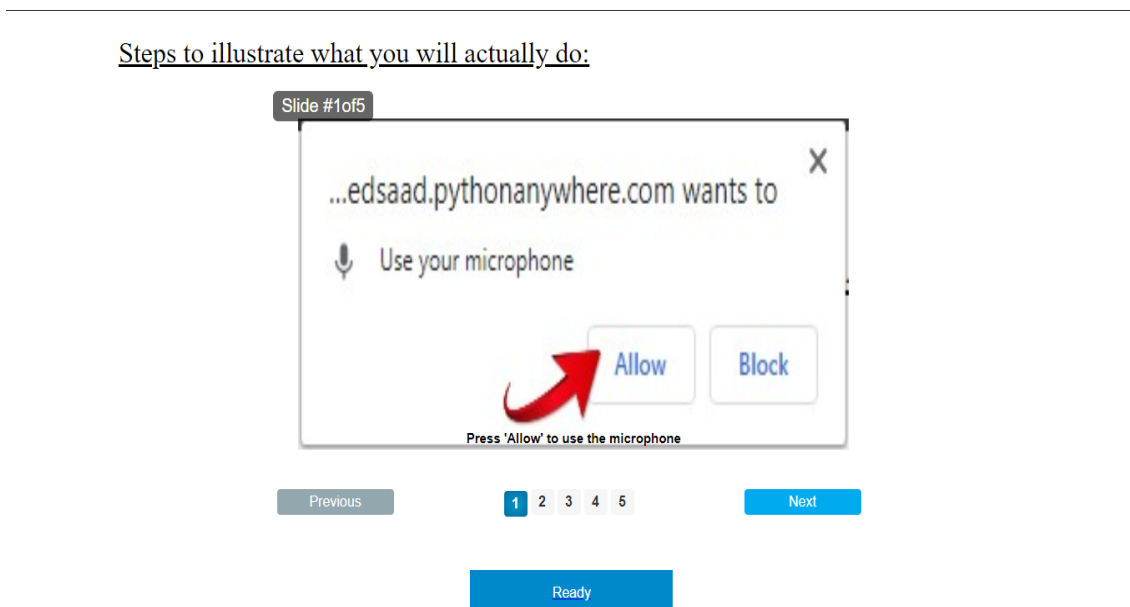 Steps to illustrate what you will actually do:
Slide #1of5
X
...edsaad.pythonanywhere.com wants to
Use your microphone
Allow Block
Press 'Allow' to use the microphone
Previous 1 2 3 4 5 Next
Ready